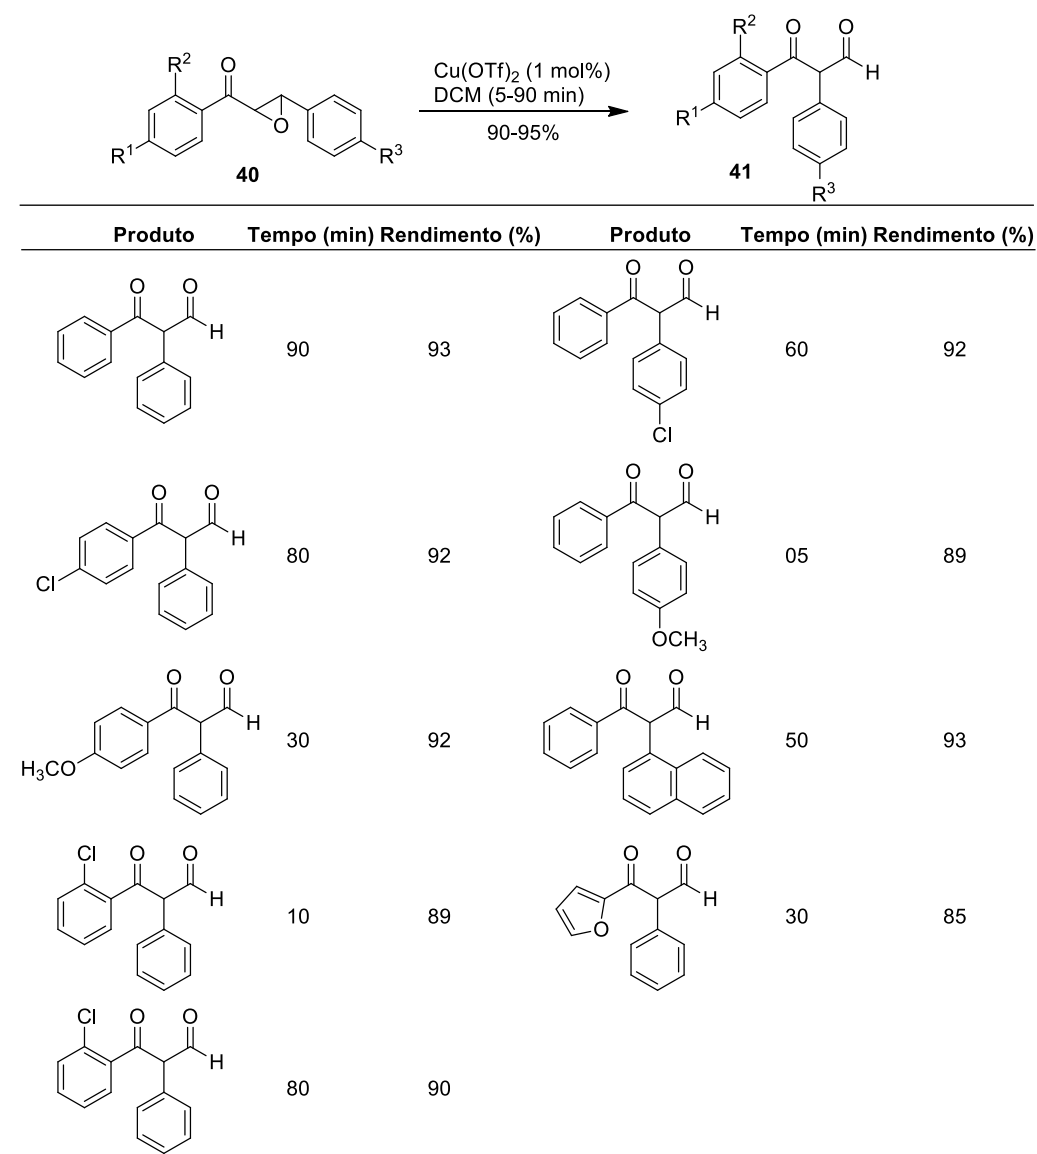 R² O
Cu(OTf)₂ (1 mol%)
DCM (5-90 min)
90-95%
O
R¹
R³
40
R² O O
H
R¹
R³
41
Produto Tempo (min) Rendimento (%) Produto Tempo (min) Rendimento (%)
O O
H
90 93
O O
H
Cl
60 92
O O
H
Cl
80 92
O O
H
OCH₃
05 89
O O
H
H₃CO
30 92
O O
H
50 93
Cl O O
H
10 89
O O
H
O
30 85
Cl O O
H
80 90